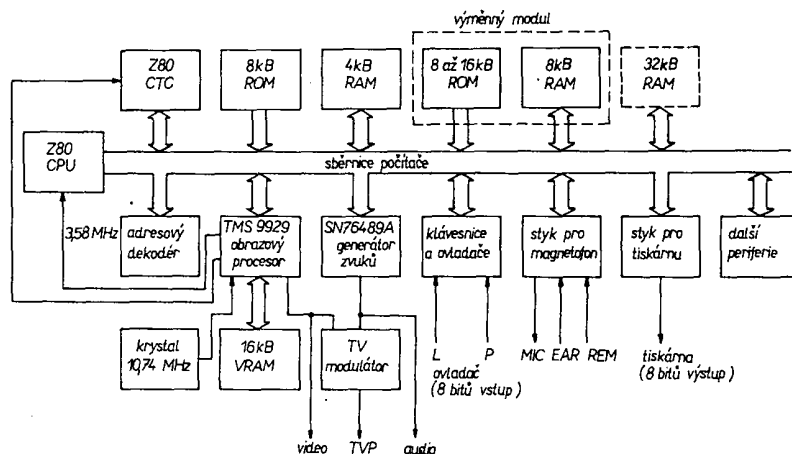 výměnný modul
Z80
CTC
8kB
ROM
4kB
RAM
8 až 16kB
ROM
8kB
RAM
32kB
RAM
Z80
CPU
sběrnice počítače
3,58 MHz
adresový
dekodér
TMS 9929
obrazový
procesor
SN76489A
generátor
zvuků
klávesnice
a ovladače
styk pro
magnetofon
styk pro
tiskárnu
další
periferie
krystal
10,74 MHz
16kB
VRAM
TV
modulátor
L P
ovladač
(8 bitů vstup)
MIC EAR REM
tiskárna
(8 bitů výstup)
video TVP audio